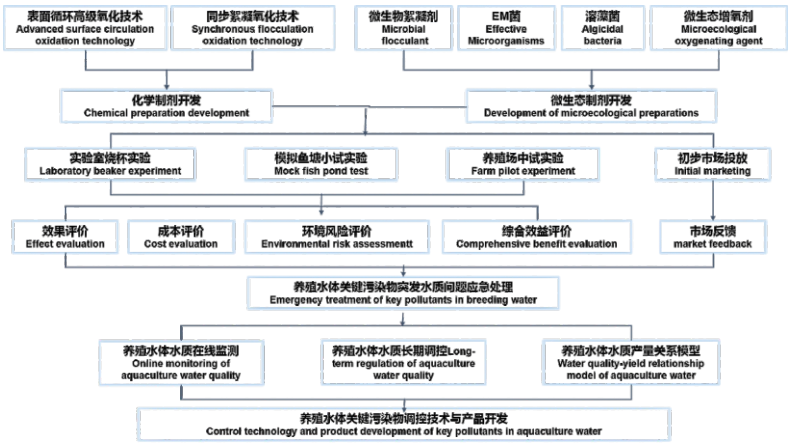 表面循环高级氧化技术
Advanced surface circulation
oxidation technology
同步絮凝氧化技术
Synchronous flocculation
oxidation technology
微生物絮凝剂
Microbial
flocculant
EM菌
Effective
Microorganisms
溶藻菌
Algicidal
bacteria
微生态增氧剂
Microecological
oxygenating agent
化学制剂开发
Chemical preparation development
微生态制剂开发
Development of microecological preparations
实验室烧杯实验
Laboratory beaker experiment
模拟鱼塘小试实验
Mock fish pond test
养殖场中试实验
Farm pilot experiment
初步市场投放
Initial marketing
效果评价
Effect evaluation
成本评价
Cost evaluation
环境风险评价
Environmental risk assessmentt
综合效益评价
Comprehensive benefit evaluation
市场反馈
market feedback
养殖水体关键污染物突发水质问题应急处理
Emergency treatment of key pollutants in breeding water
养殖水体水质在线监测
Online monitoring of
aquaculture water quality
养殖水体水质长期调控Long-
term regulation of aquaculture
water quality
养殖水体水质产量关系模型
Water quality-yield relationship
model of aquaculture water
养殖水体关键污染物调控技术与产品开发
Control technology and product development of key pollutants in aquaculture water